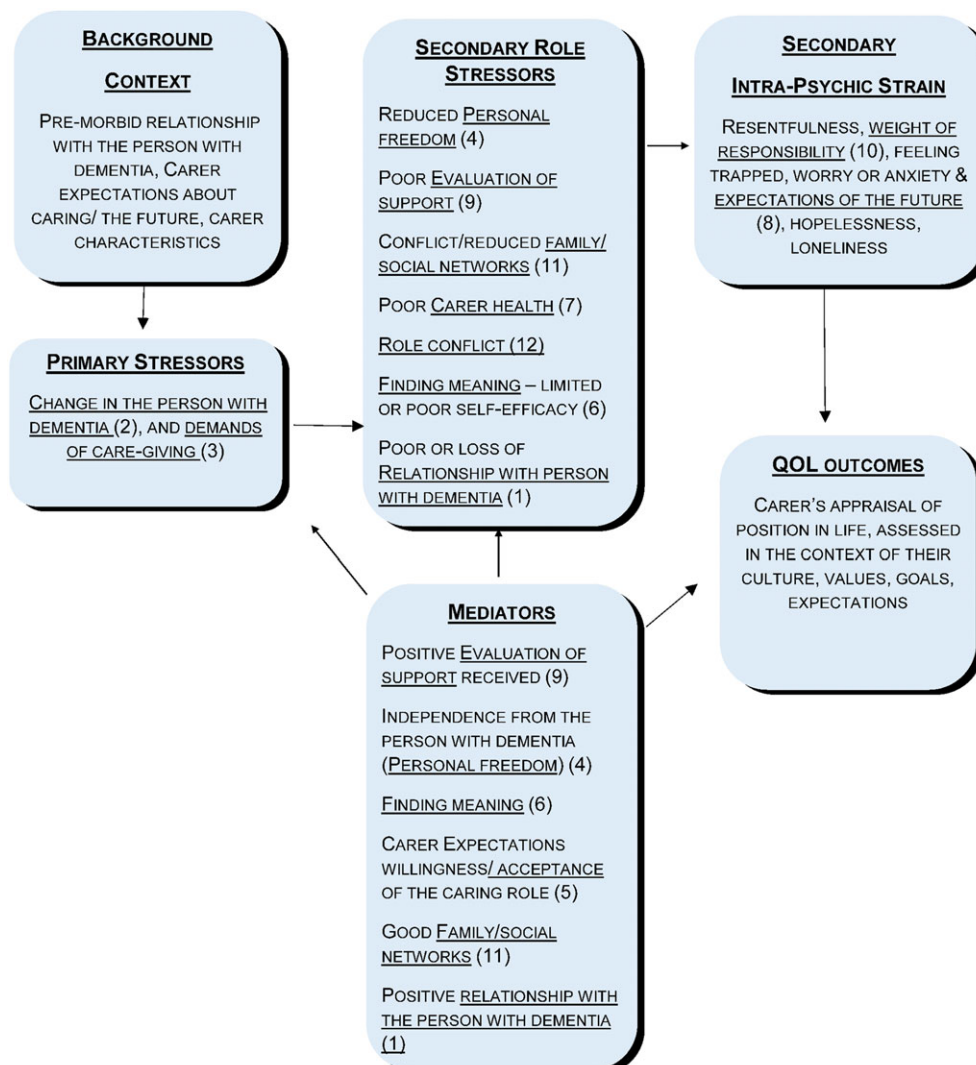 BACKGROUND
CONTEXT
PRE-MORBID RELATIONSHIP
WITH THE PERSON WITH
DEMENTIA, CARER
EXPECTATIONS ABOUT
CARING/ THE FUTURE, CARER
CHARACTERISTICS
PRIMARY STRESSORS
CHANGE IN THE PERSON WITH
DEMENTIA (2), AND DEMANDS
OF CARE-GIVING (3)
SECONDARY ROLE
STRESSORS
REDUCED PERSONAL
FREEDOM (4)
POOR EVALUATION OF
SUPPORT (9)
CONFLICT/REDUCED FAMILY/
SOCIAL NETWORKS (11)
POOR CARER HEALTH (7)
ROLE CONFLICT (12)
FINDING MEANING – LIMITED
OR POOR SELF-EFFICACY (6)
POOR OR LOSS OF
RELATIONSHIP WITH PERSON
WITH DEMENTIA (1)
SECONDARY
INTRA-PSYCHIC STRAIN
RESENTFULNESS, WEIGHT OF
RESPONSIBILITY (10), FEELING
TRAPPED, WORRY OR ANXIETY &
EXPECTATIONS OF THE FUTURE
(8), HOPELESSNESS,
LONELINESS
QOL OUTCOMES
CARER'S APPRAISAL OF
POSITION IN LIFE, ASSESSED
IN THE CONTEXT OF THEIR
CULTURE, VALUES, GOALS,
EXPECTATIONS
MEDIATORS
POSITIVE EVALUATION OF
SUPPORT RECEIVED (9)
INDEPENDENCE FROM THE
PERSON WITH DEMENTIA
(PERSONAL FREEDOM) (4)
FINDING MEANING (6)
CARER EXPECTATIONS
WILLINGNESS/ ACCEPTANCE
OF THE CARING ROLE (5)
GOOD FAMILY/SOCIAL
NETWORKS (11)
POSITIVE RELATIONSHIP WITH
THE PERSON WITH DEMENTIA
(1)